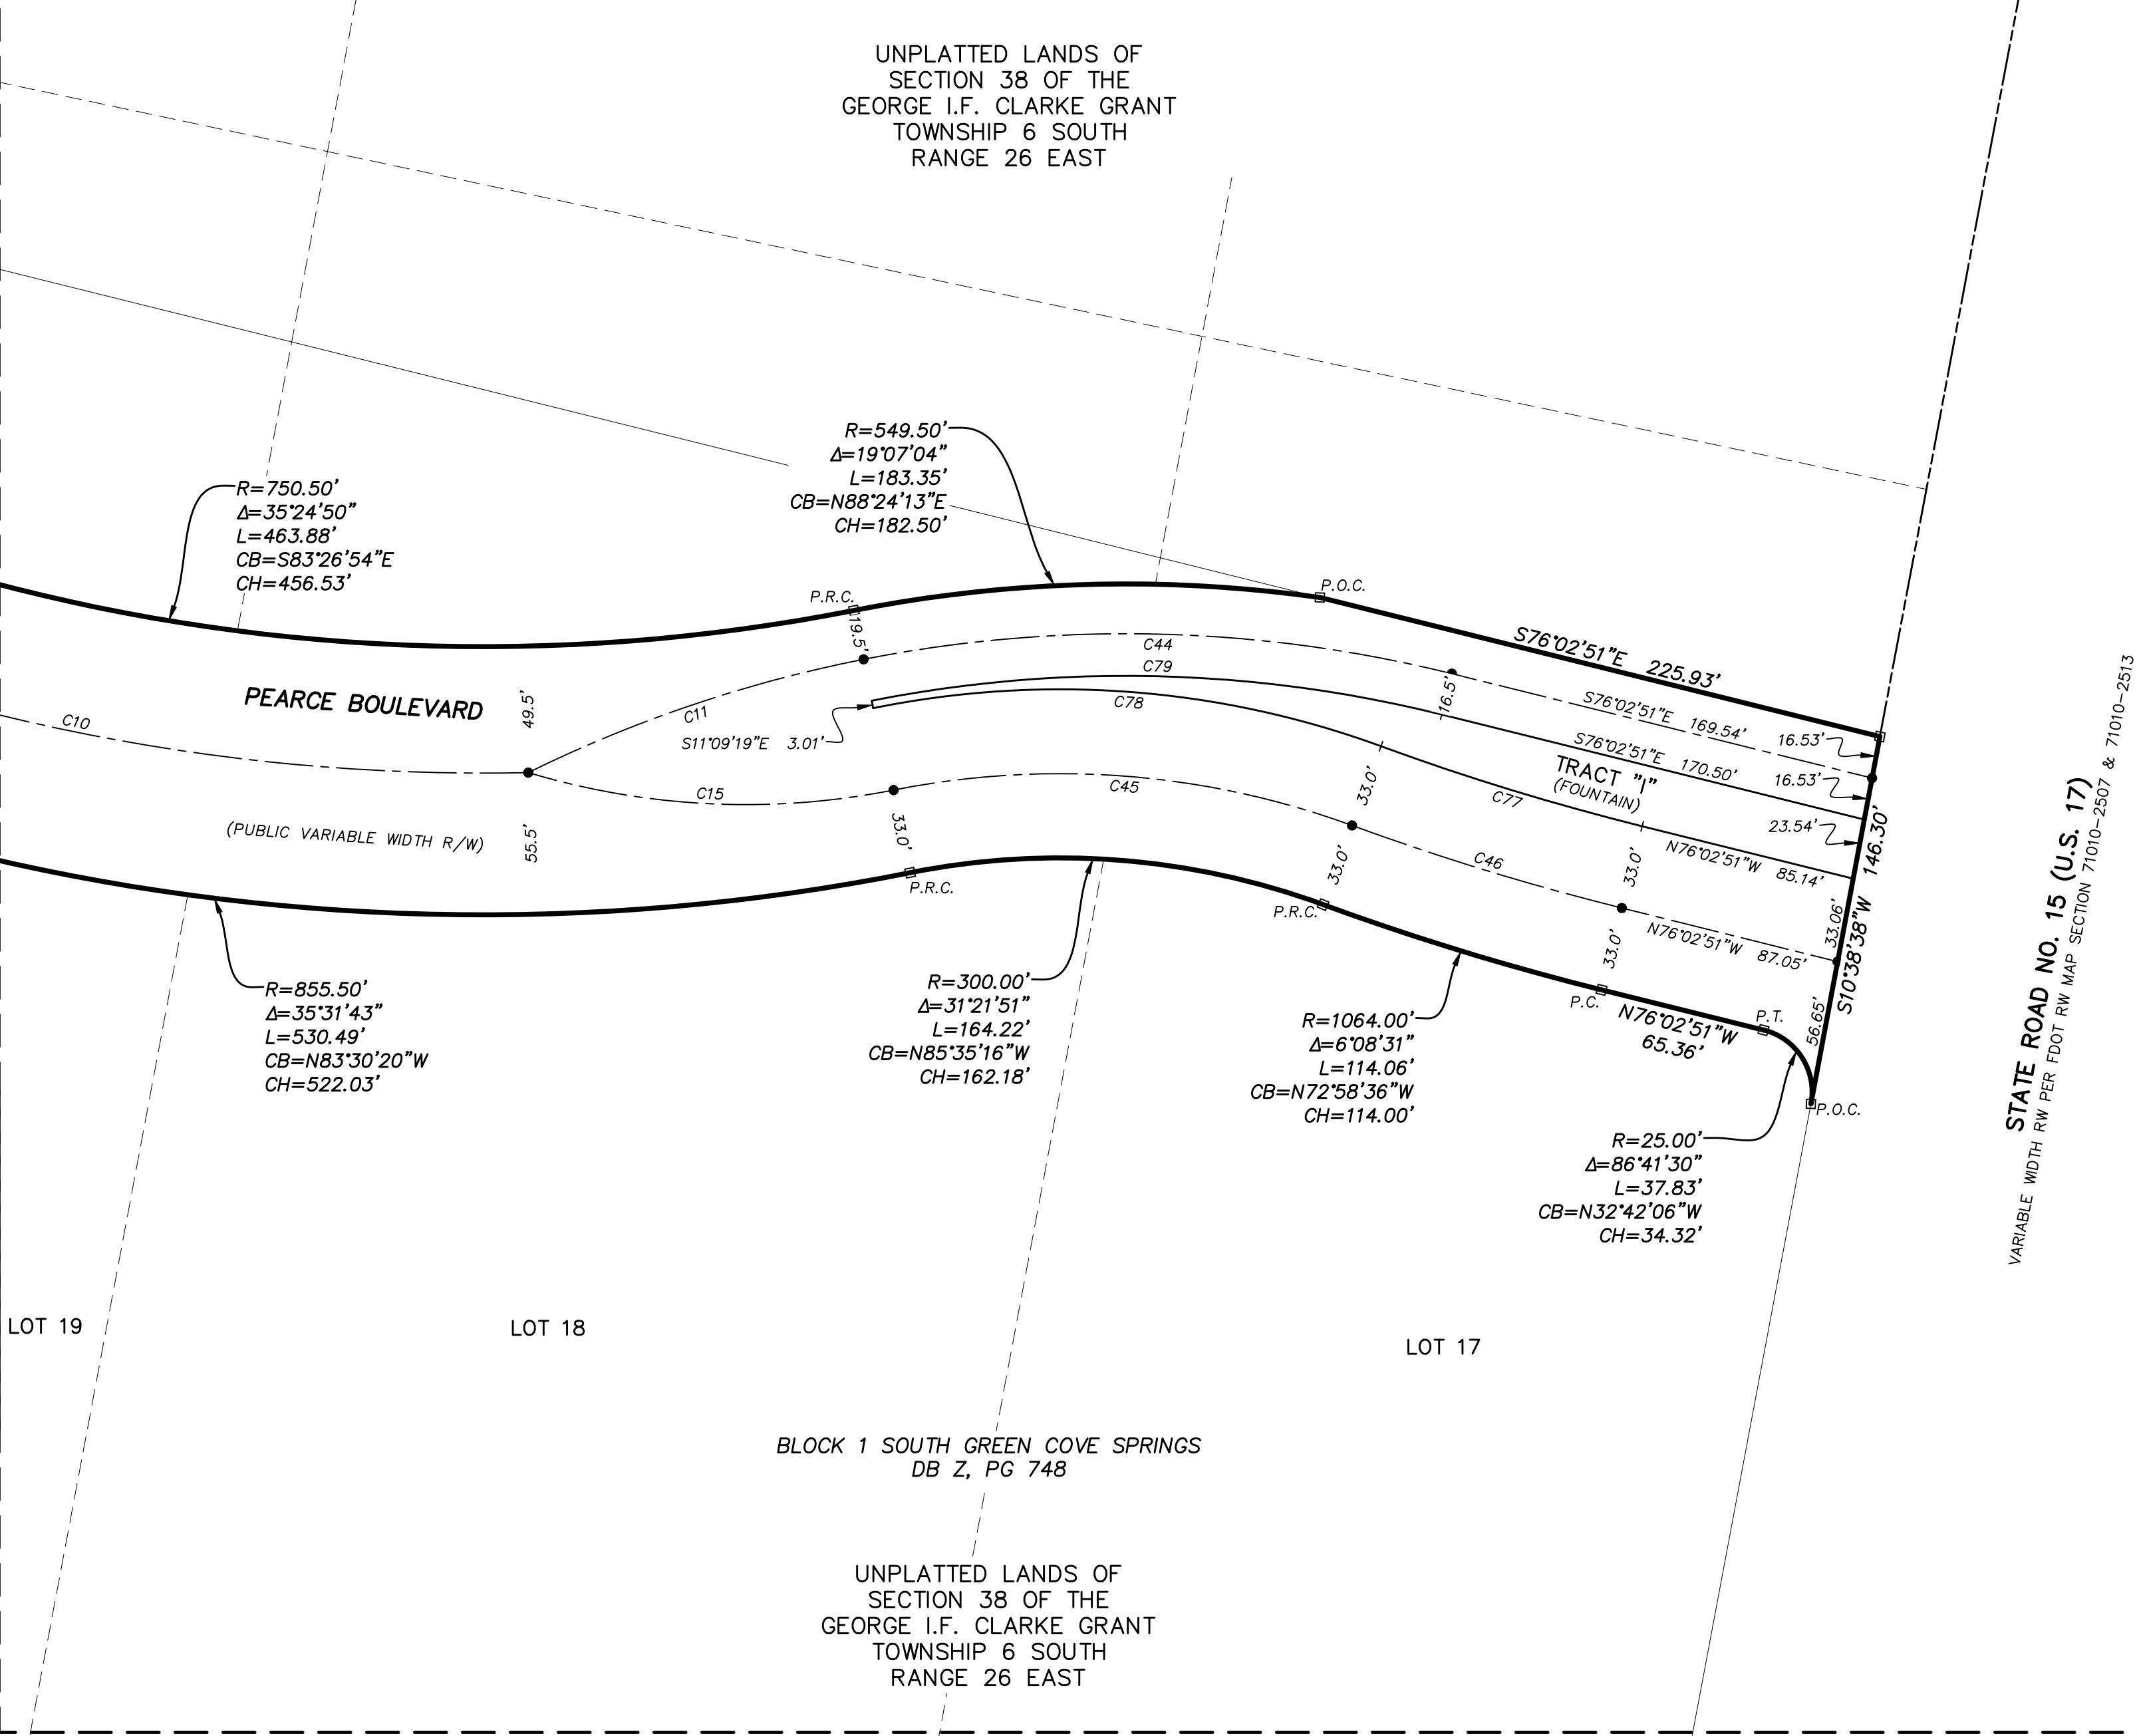 UNPLATTED LANDS OF
SECTION 38 OF THE
GEORGE I.F. CLARKE GRANT
TOWNSHIP 6 SOUTH
RANGE 26 EAST
R=549.50'
Δ=19°07'04"
L=183.35'
CB=N88°24'13"E
CH=182.50'
R=750.50'
Δ=35°24'50"
L=463.88'
CB=S83°26'54"E
CH=456.53'
P.R.C.
P.O.C.
19.5'
S76°02'51"E 225.93'
C44
C79
C78
C11
C10
PEARCE BOULEVARD
49.5'
S11°09'19"E 3.01'
16.5'
S76°02'51"E 169.54'
16.53'
S76°02'51"E 170.50'
16.53'
TRACT "I"
(FOUNTAIN)
C77
23.54'
33.0'
C15
C45
(PUBLIC VARIABLE WIDTH R/W)
55.5'
33.0'
P.R.C.
33.0'
C46
33.0'
N76°02'51"W 85.14'
146.30'
S10°38'38"W
33.06'
P.R.C.
N76°02'51"W 87.05'
33.0'
P.C.
N76°02'51"W
65.36'
P.T.
56.65'
P.O.C.
STATE ROAD NO. 15 (U.S. 17)
VARIABLE WIDTH RW PER FDOT RW MAP SECTION 71010-2507 & 71010-2513
R=855.50'
Δ=35°31'43"
L=530.49'
CB=N83°30'20"W
CH=522.03'
R=300.00'
Δ=31°21'51"
L=164.22'
CB=N85°35'16"W
CH=162.18'
R=1064.00'
Δ=6°08'31"
L=114.06'
CB=N72°58'36"W
CH=114.00'
R=25.00'
Δ=86°41'30"
L=37.83'
CB=N32°42'06"W
CH=34.32'
LOT 19
LOT 18
LOT 17
BLOCK 1 SOUTH GREEN COVE SPRINGS
DB Z, PG 748
UNPLATTED LANDS OF
SECTION 38 OF THE
GEORGE I.F. CLARKE GRANT
TOWNSHIP 6 SOUTH
RANGE 26 EAST